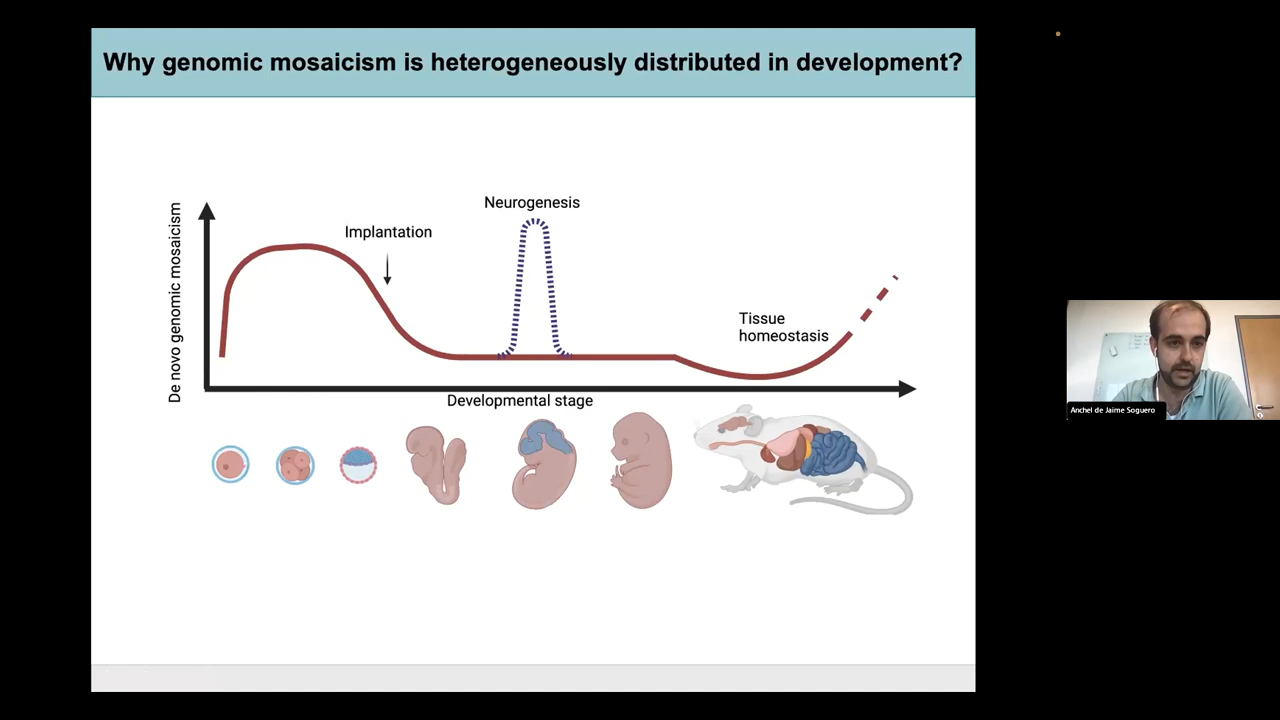 Why genomic mosaicism is heterogeneously distributed in development?
De novo genomic mosaicism
Implantation
Neurogenesis
Tissue
homeostasis
Developmental stage
Anchel de Jaime Soguero